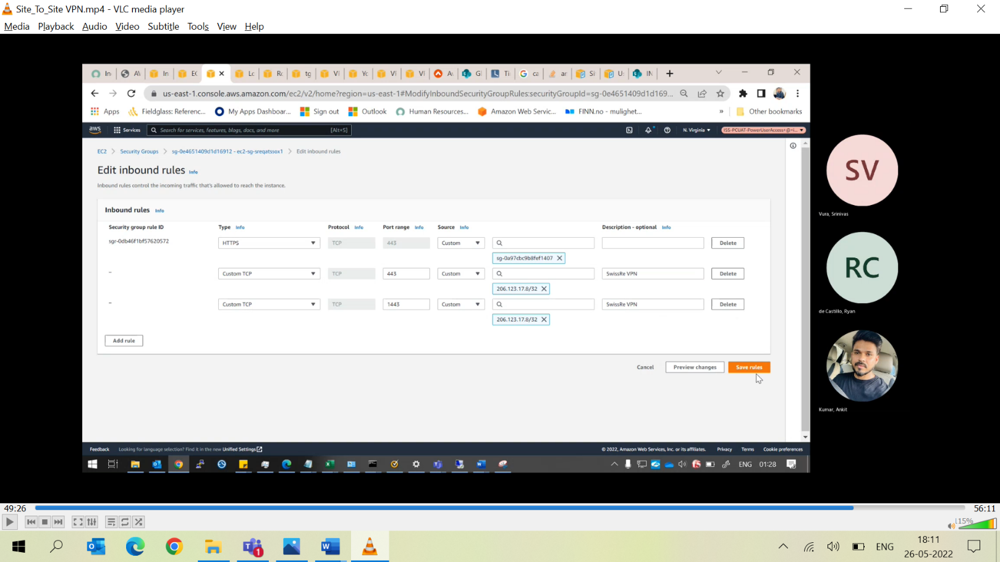 Site_To_Site VPN.mp4 - VLC media player
Media Playback Audio Video Subtitle Tools View Help
In AV In EC Lo Ro tg VI Yo VI VI A Gl Ti ca ar Si U: IN
us-east-1.console.aws.amazon.com/ec2/v2/home?region=us-east-1#ModifyInboundSecurityGroupRules:securityGroupId=sg-0e4651409d1d169...
Apps Fieldglass: Referenc... My Apps Dashboar... Sign out Outlook Human Resources... Amazon Web Servic... FINN.no - mulighet... » Other bookmarks
aws Services Search for services, features, blogs, docs, and more [Alt+S] N. Virginia ISS-PCUAT-PowerUserAccess+@+i...
EC2 > Security Groups > sg-0e4651409d1d16912 - ec2-sg-sreqatssox1 > Edit inbound rules
Edit inbound rules Info
Inbound rules control the incoming traffic that's allowed to reach the instance.
Inbound rules Info
Security group rule ID Type Info Protocol Info Port range Info Source Info Description - optional Info
sgr-0db46f1bf57620572 HTTPS TCP 443 Custom Delete
sg-0a97cbc9b8fef1407
– Custom TCP TCP 443 Custom SwissRe VPN Delete
206.123.17.8/32
– Custom TCP TCP 1443 Custom SwissRe VPN Delete
206.123.17.8/32
Add rule
Cancel Preview changes Save rules
Feedback Looking for language selection? Find it in the new Unified Settings © 2022, Amazon Web Services, Inc. or its affiliates. Privacy Terms Cookie preferences
ENG 01:28
SV
Vura, Srinivas
RC
de Castillo, Ryan
Kumar, Ankit
49:26 56:11
115%
1
ENG
18:11
26-05-2022